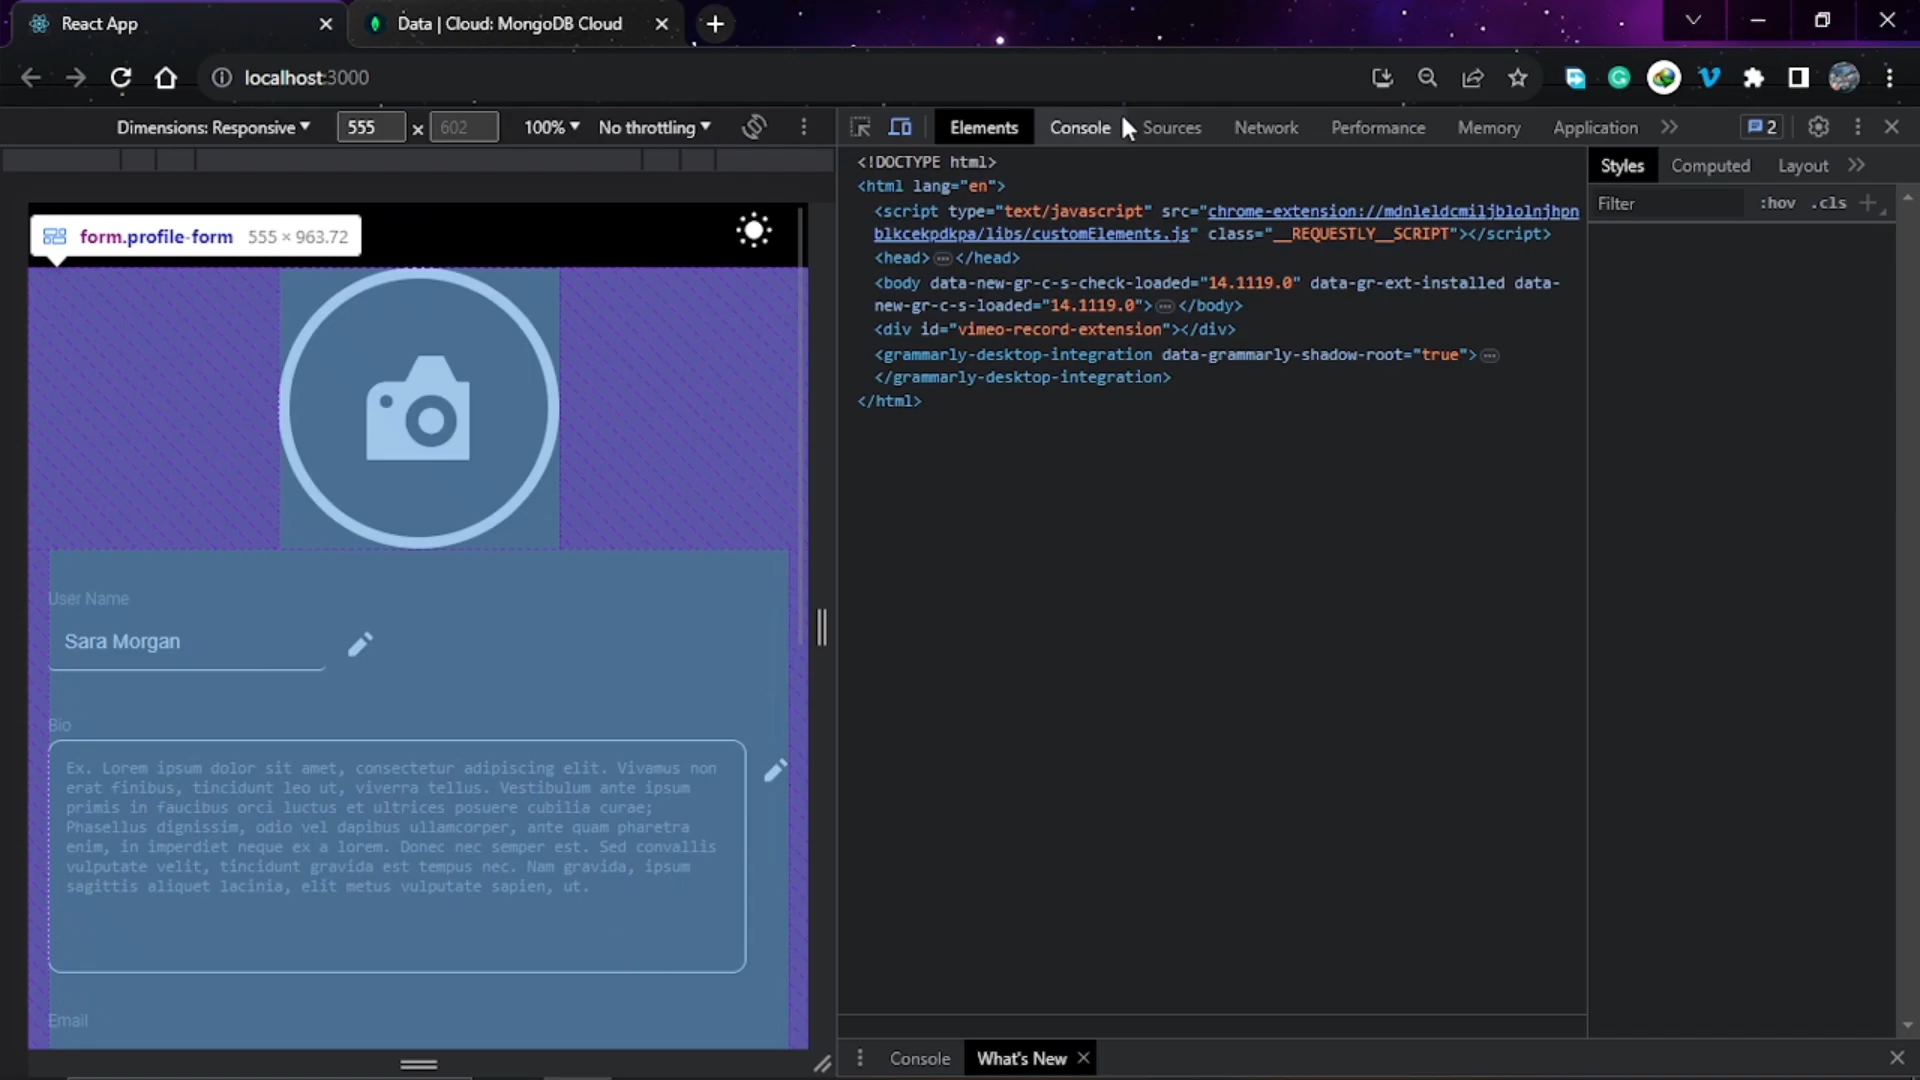 React App
Data | Cloud: MongoDB Cloud
localhost:3000
Dimensions: Responsive
555 × 602
100%
No throttling
Elements
Console
Sources
Network
Performance
Memory
Application
2
form.profile-form 555 × 963.72
User Name
Sara Morgan
Bio
Ex. Lorem ipsum dolor sit amet, consectetur adipiscing elit. Vivamus non
erat finibus, tincidunt leo ut, viverra tellus. Vestibulum ante ipsum
primis in faucibus orci luctus et ultrices posuere cubilia curae;
Phasellus dignissim, odio vel dapibus ullamcorper, ante quam pharetra
enim, in imperdiet neque ex a lorem. Donec nec semper est. Sed convallis
vulputate velit, tincidunt gravida est tempus nec. Nam gravida, ipsum
sagittis aliquet lacinia, elit metus vulputate sapien, ut.
Email
<!DOCTYPE html>
<html lang="en">
<script type="text/javascript" src="chrome-extension://mdnleldcmiljblolnjhpn
blkcekpdkpa/libs/customElements.js" class="__REQUESTLY__SCRIPT"></script>
<head>…</head>
<body data-new-gr-c-s-check-loaded="14.1119.0" data-gr-ext-installed data-
new-gr-c-s-loaded="14.1119.0">…</body>
<div id="vimeo-record-extension"></div>
<grammarly-desktop-integration data-grammarly-shadow-root="true">…
</grammarly-desktop-integration>
</html>
Styles
Computed
Layout
Filter
:hov .cls
Console
What's New